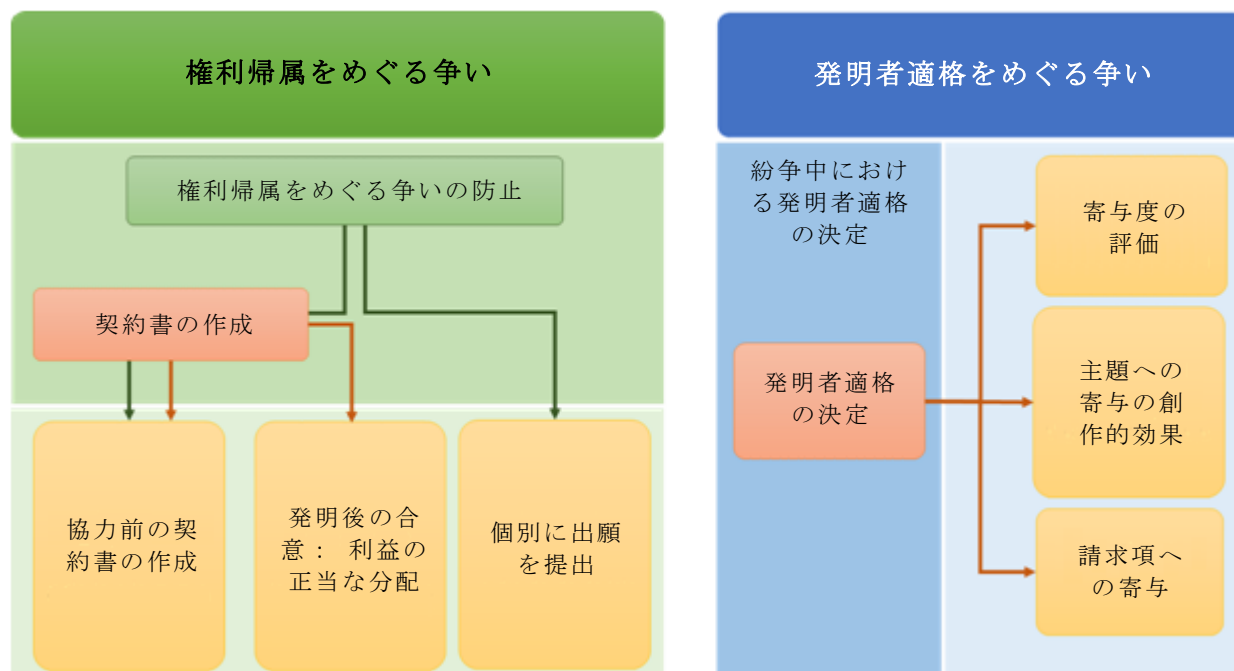 権利帰属をめぐる争い
権利帰属をめぐる争いの防止
契約書の作成
協力前の契
約書の作成
発明後の合
意： 利益の
正当な分配
個別に出願
を提出
発明者適格をめぐる争い
紛争中におけ
る発明者適格
の決定
発明者適格
の決定
寄与度の
評価
主題への
寄与の創
作的効果
請求項へ
の寄与